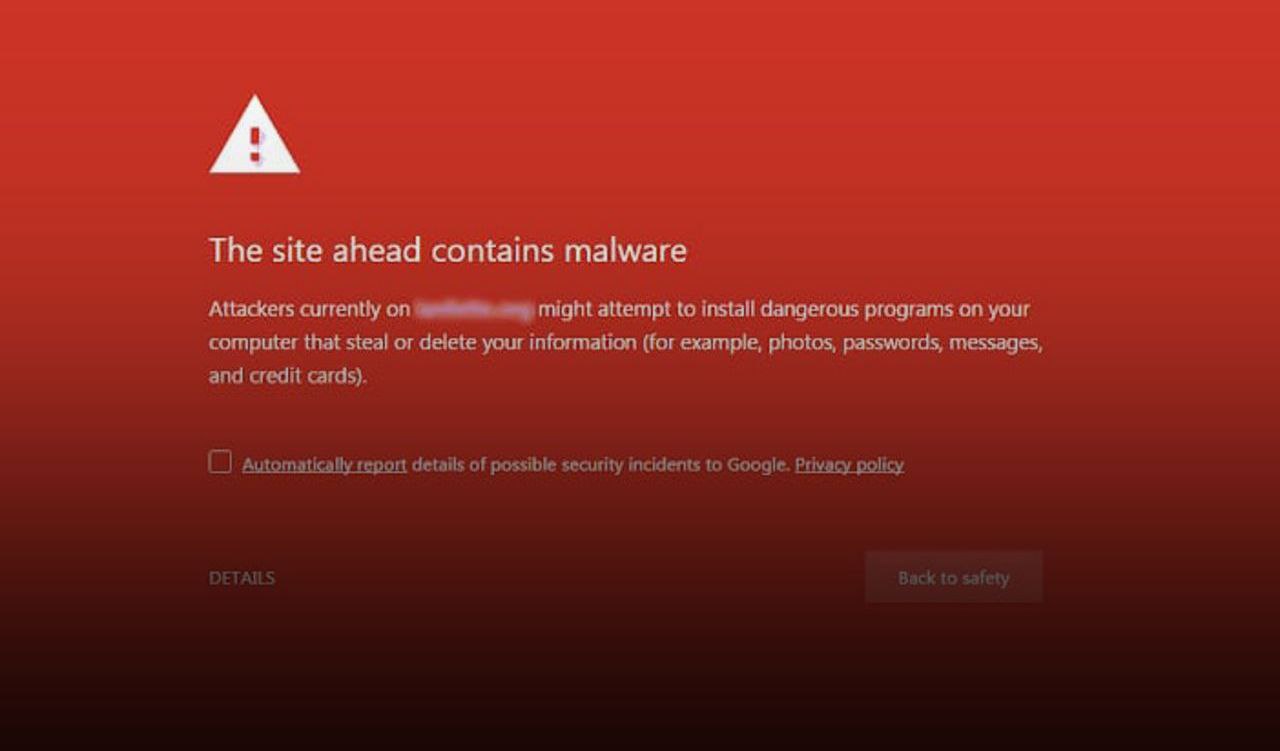 The site ahead contains malware
Attackers currently on might attempt to install dangerous programs on your
computer that steal or delete your information (for example, photos, passwords, messages,
and credit cards).
Automatically report details of possible security incidents to Google. Privacy policy
DETAILS
Back to safety